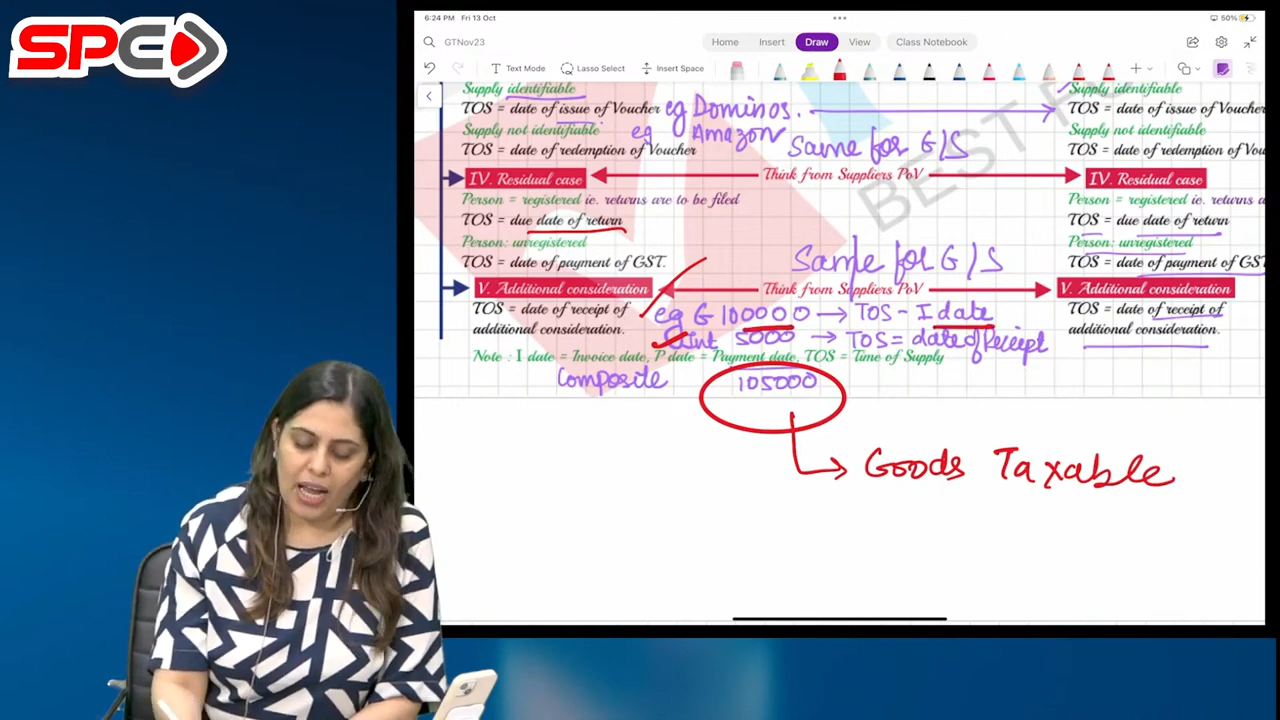 SPC
6:24 PM Fri 13 Oct
50%
GTNov23
Home Insert Draw View Class Notebook
Text Mode Lasso Select Insert Space
Supply identifiable
TOS = date of issue of Voucher eg Dominos.
Supply not identifiable eg Amazon
TOS = date of redemption of Voucher
Same for G/S
IV. Residual case
Think from Suppliers PoV
Person = registered ie. returns are to be filed
TOS = due date of return
Person: unregistered
TOS = date of payment of GST.
Same for G/S
V. Additional consideration
Think from Suppliers PoV
TOS = date of receipt of
additional consideration.
eg G 100000 → TOS - I date
5000 → TOS = date of Receipt
Note : I date = Invoice date, P date = Payment date, TOS = Time of Supply
Composite 105000
Goods Taxable
Supply identifiable
TOS = date of issue of Voucher
Supply not identifiable
TOS = date of redemption of
IV. Residual case
Person = registered ie. returns
TOS = due date of return
Person: unregistered
TOS = date of payment of GST
V. Additional consideration
TOS = date of receipt of
additional consideration.
BEST